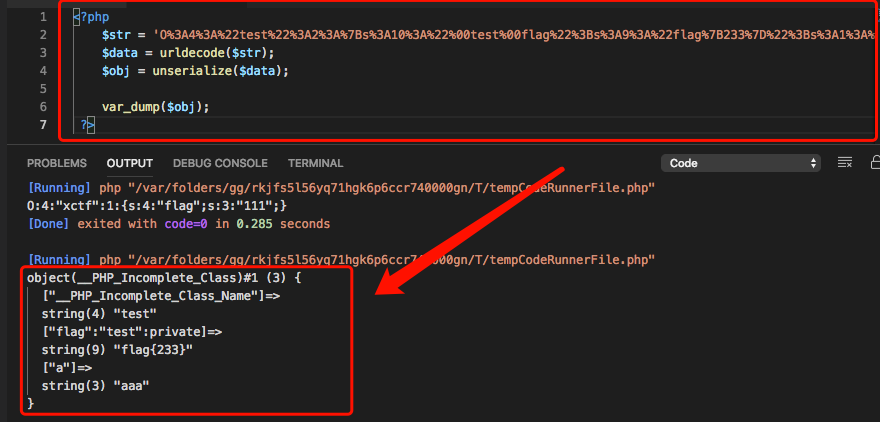 1 <?php
2 $str = 'O%3A4%3A%22test%22%3A2%3A%7Bs%3A10%3A%22%00test%00flag%22%3Bs%3A9%3A%22flag%7B233%7D%22%3Bs%3A1%3A%
3 $data = urldecode($str);
4 $obj = unserialize($data);
5
6 var_dump($obj);
7 ?>
PROBLEMS OUTPUT DEBUG CONSOLE TERMINAL Code
[Running] php "/var/folders/gg/rkjfs5l56yq71hgk6p6ccr740000gn/T/tempCodeRunnerFile.php"
O:4:"xctf":1:{s:4:"flag";s:3:"111";}
[Done] exited with code=0 in 0.285 seconds
[Running] php "/var/folders/gg/rkjfs5l56yq71hgk6p6ccr740000gn/T/tempCodeRunnerFile.php"
object(__PHP_Incomplete_Class)#1 (3) {
["__PHP_Incomplete_Class_Name"]=>
string(4) "test"
["flag":"test":private]=>
string(9) "flag{233}"
["a"]=>
string(3) "aaa"
}